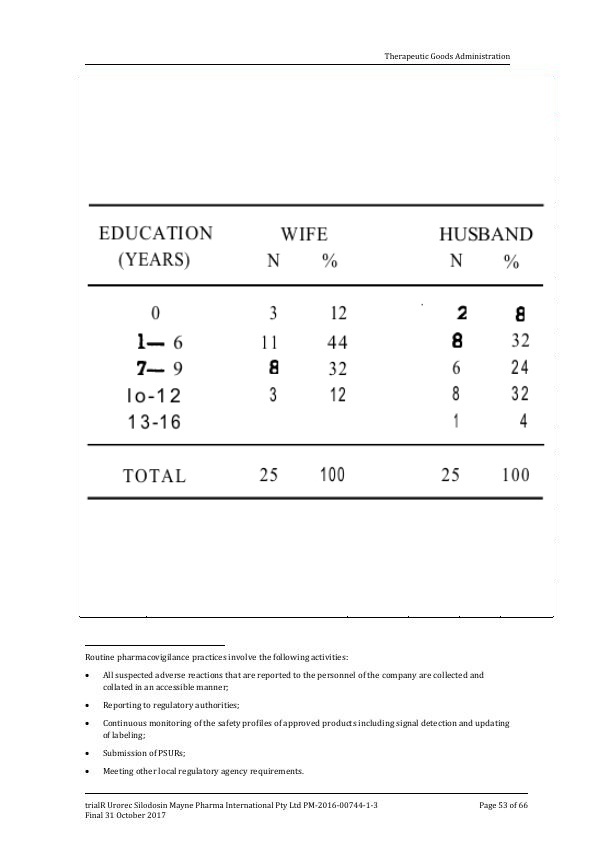 Therapeutic Goods Administration
EDUCATION WIFE HUSBAND
(YEARS) N % N %
0 3 12 2 8
1— 6 11 44 8 32
7— 9 8 32 6 24
lo-12 3 12 8 32
13-16 1 4
TOTAL 25 100 25 100
Routine pharmacovigilance practices involve the following activities:
• All suspected adverse reactions that are reported to the personnel of the company are collected and
collated in an accessible manner;
• Reporting to regulatory authorities;
• Continuous monitoring of the safety profiles of approved products including signal detection and updating
of labeling;
• Submission of PSURs;
• Meeting other local regulatory agency requirements.
trialR Urorec Silodosin Mayne Pharma International Pty Ltd PM-2016-00744-1-3 Page 53 of 66
Final 31 October 2017